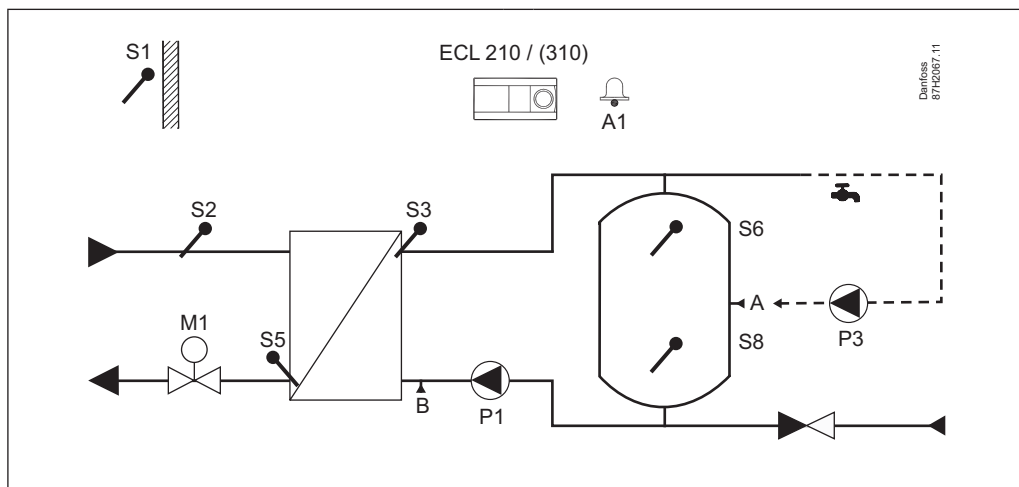 S1
ECL 210 / (310)
A1
Danfoss
87H2067.11
S2
S3
S6
A
P3
M1
S5
S8
B
P1